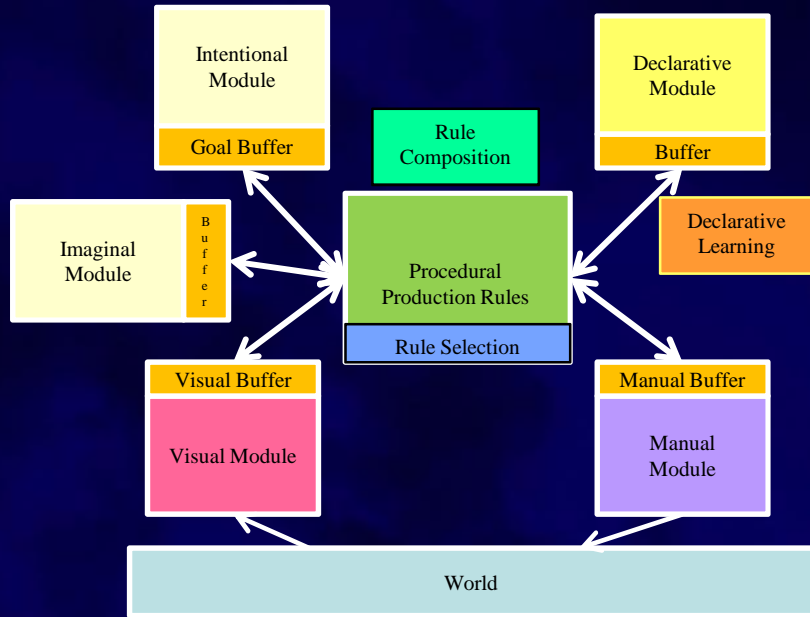 Intentional
Module
Goal Buffer
Declarative
Module
Buffer
Rule
Composition
Imaginal
Module
Buffer
Procedural
Production Rules
Rule Selection
Declarative
Learning
Visual Buffer
Visual Module
Manual Buffer
Manual
Module
World